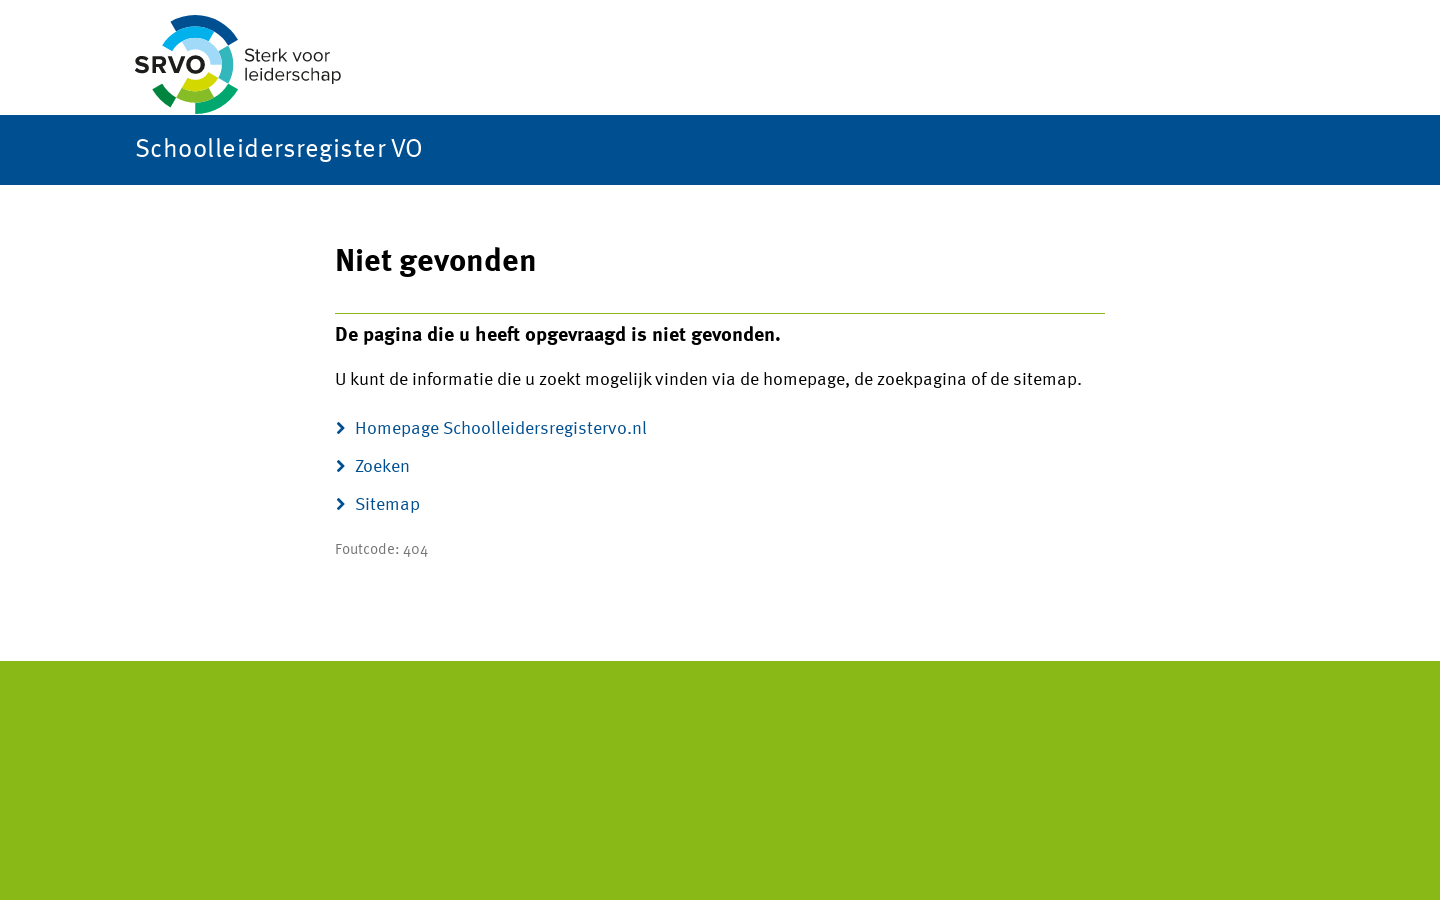 SRVO
Sterk voor
leiderschap
Schoolleidersregister VO
Niet gevonden
De pagina die u heeft opgevraagd is niet gevonden.
U kunt de informatie die u zoekt mogelijk vinden via de homepage, de zoekpagina of de sitemap.
Homepage Schoolleidersregistervo.nl
Zoeken
Sitemap
Foutcode: 404